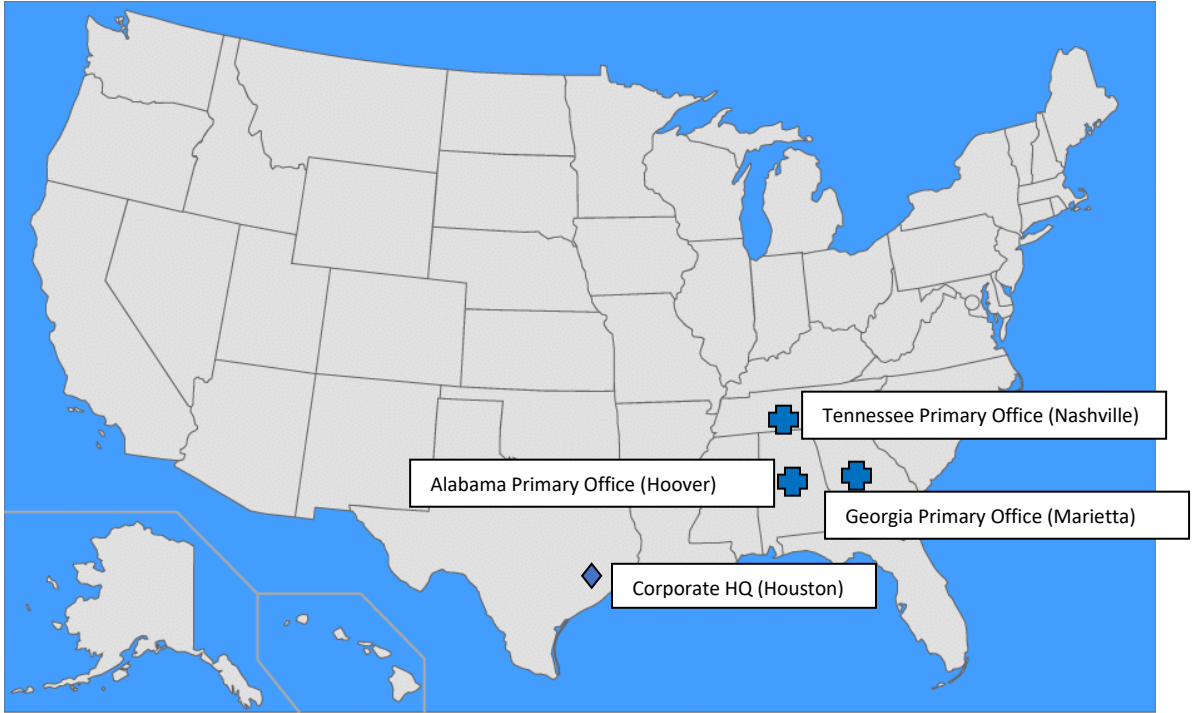 Tennessee Primary Office (Nashville)
Alabama Primary Office (Hoover)
Georgia Primary Office (Marietta)
Corporate HQ (Houston)